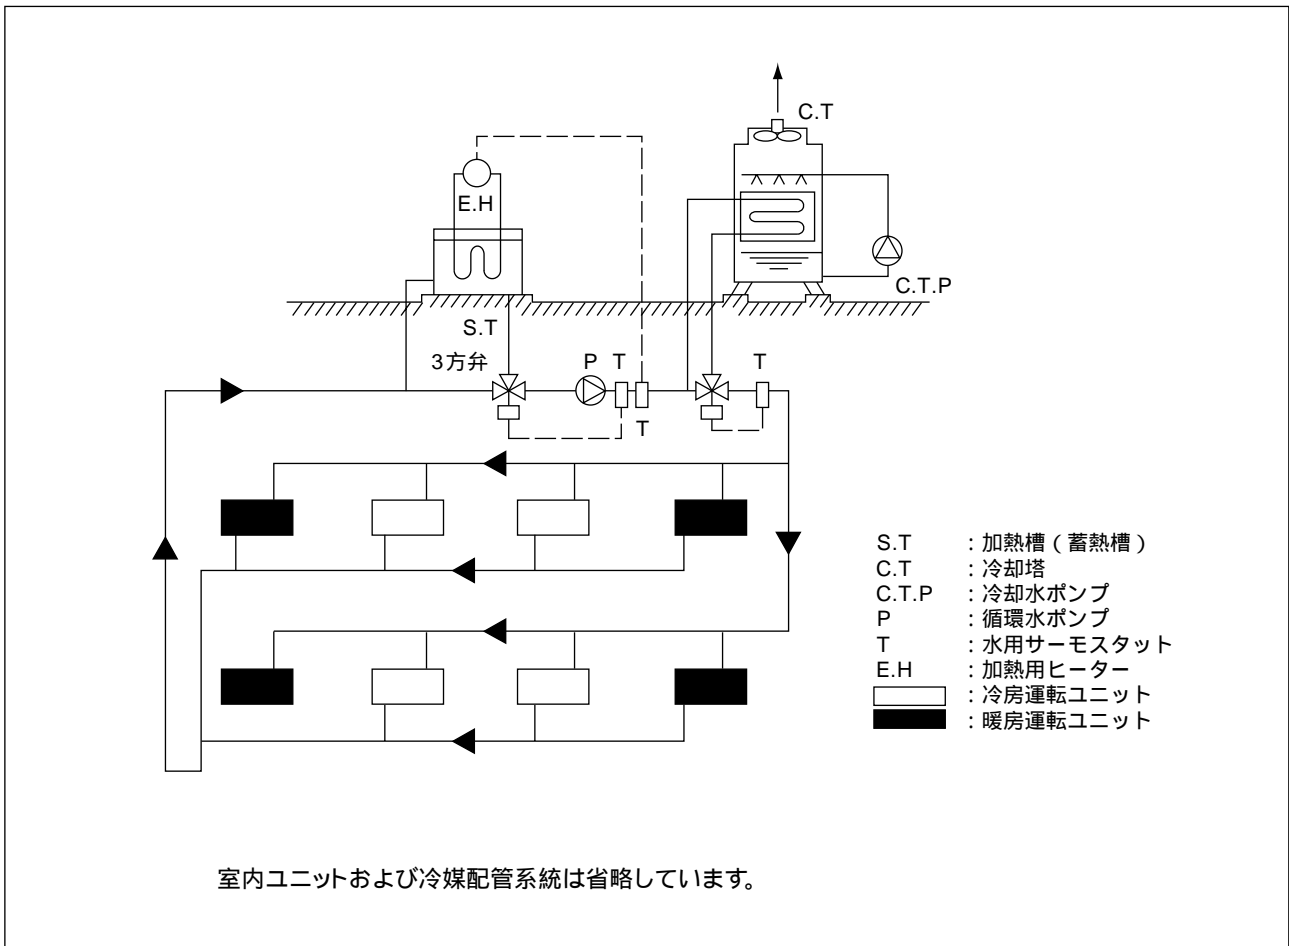 C.T
E.H
C.T.P
S.T
3方弁
P
T
T
T
S.T : 加熱槽(蓄熱槽)
C.T : 冷却塔
C.T.P : 冷却水ポンプ
P : 循環水ポンプ
T : 水用サーモスタット
E.H : 加熱用ヒーター
: 冷房運転ユニット
: 暖房運転ユニット
室内ユニットおよび冷媒配管系統は省略しています。